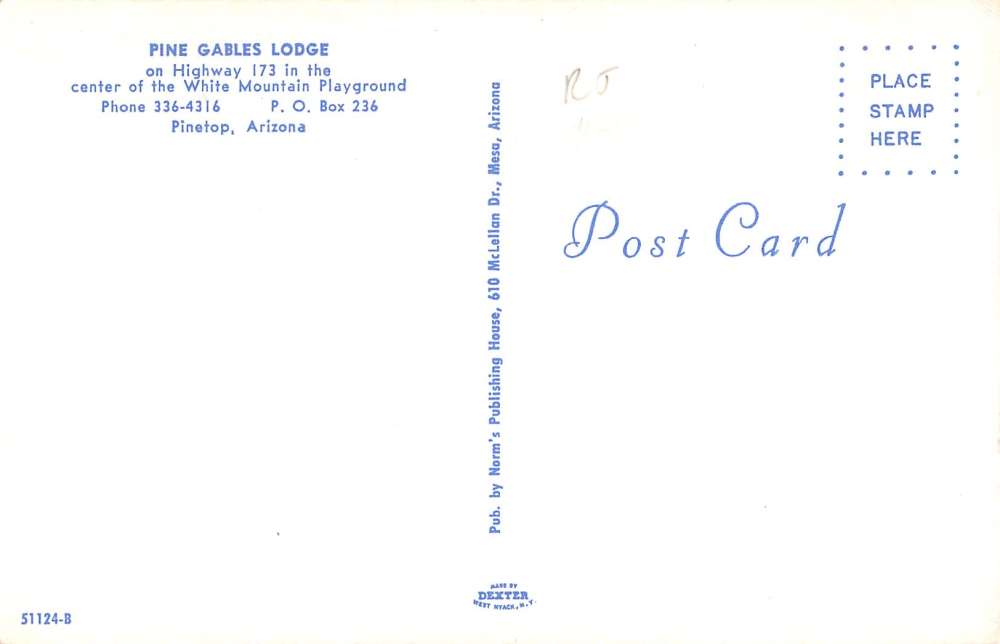 PINE GABLES LODGE
on Highway 173 in the
center of the White Mountain Playground
Phone 336-4316 P. O. Box 236
Pinetop, Arizona
51124-B
Pub. by Norm's Publishing House, 610 McLellan Dr., Mesa, Arizona
MADE BY
DEXTER
WEST NYACK, N.Y.
RJ
PLACE
STAMP
HERE
Post Card